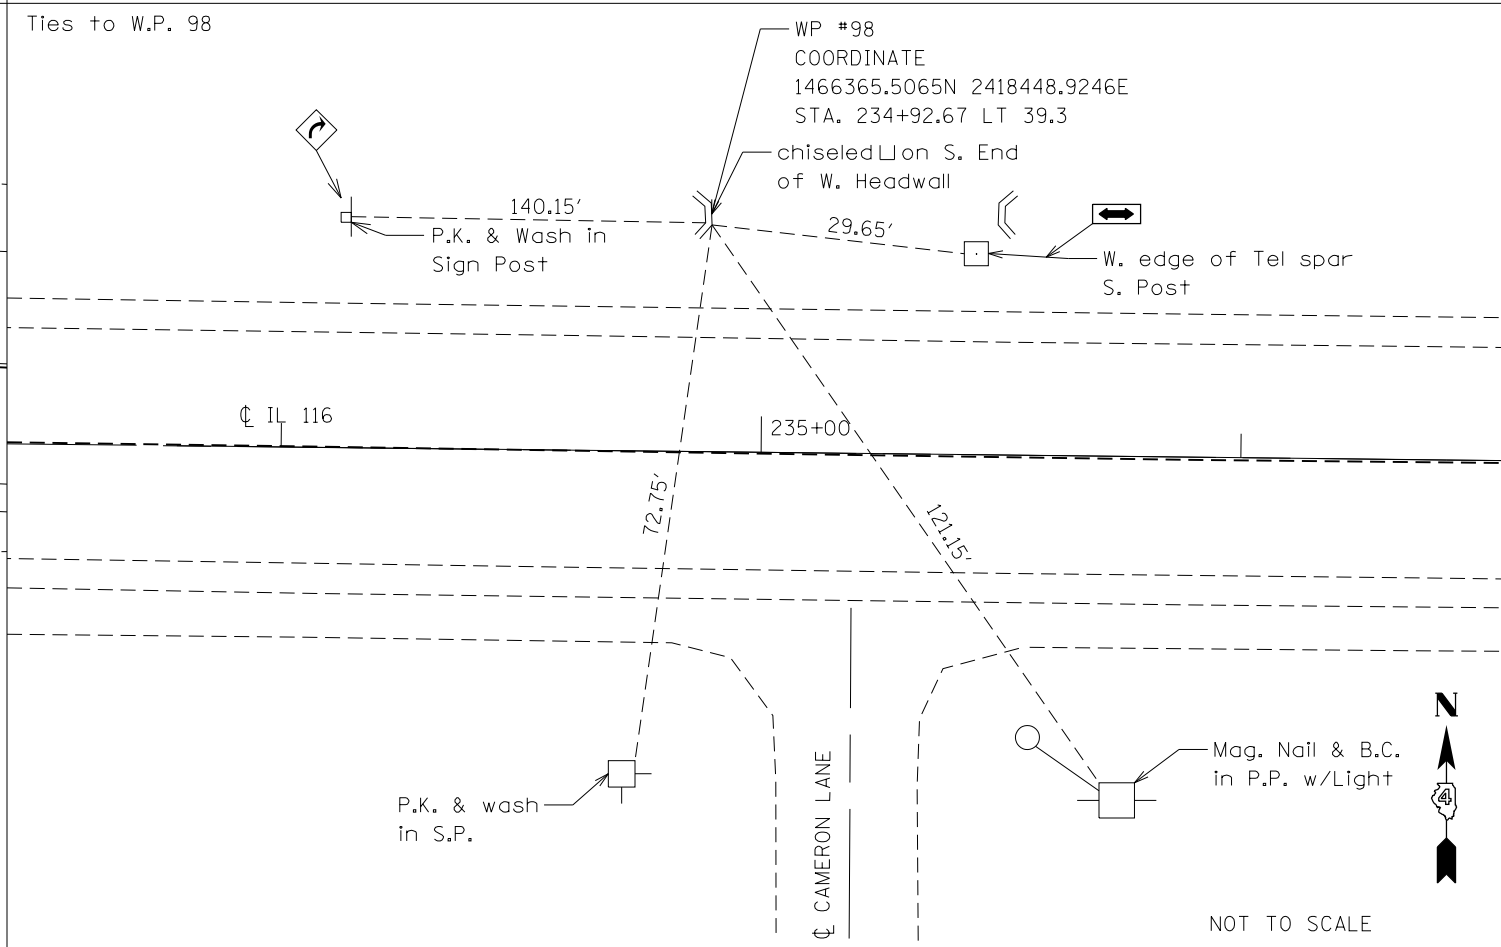 Ties to W.P. 98
WP #98
COORDINATE
1466365.5065N 2418448.9246E
STA. 234+92.67 LT 39.3
chiseled⊔on S. End
of W. Headwall
140.15'
29.65'
P.K. & Wash in
Sign Post
W. edge of Tel spar
S. Post
℄ IL 116
235+00
72.75'
121.15'
N
Mag. Nail & B.C.
in P.P. w/Light
4
P.K. & wash
in S.P.
℄ CAMERON LANE
NOT TO SCALE